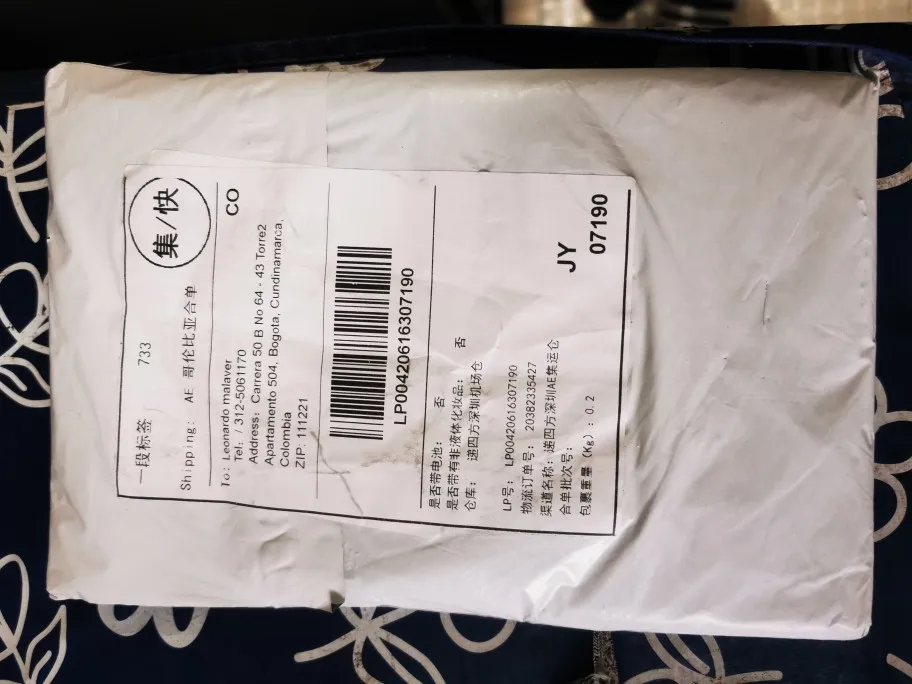 一段标签 733 集/快
Shipping: AE 哥伦比亚合单
CO
To: Leonardo malaver
Tel: / 312-5061170
Address: Carrera 50 B No 64 - 43 Torre2
Apartamento 504, Bogota, Cundinamarca,
Colombia
ZIP: 111221
LP00420616307190
是否带电池: 否
是否带有非液体化妆品: 否
仓库: 递四方深圳机场仓
JY
07190
LP号: LP00420616307190
物流订单号: 20382335427
渠道名称: 递四方深圳AE集运仓
合单批次号:
包裹重量 (Kg): 0.2